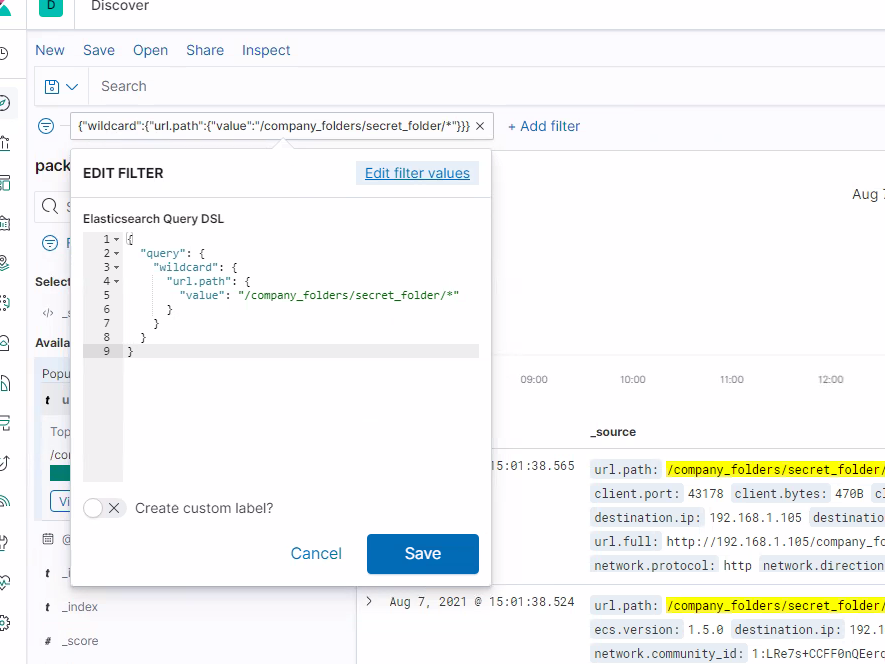 D Discover
New Save Open Share Inspect
Search
{"wildcard":{"url.path":{"value":"/company_folders/secret_folder/*"}}} × + Add filter
pack
EDIT FILTER Edit filter values
Aug 7
Elasticsearch Query DSL
1 {
2 "query": {
3 "wildcard": {
4 "url.path": {
5 "value": "/company_folders/secret_folder/*"
6 }
7 }
8 }
9 }
Select
Availa
Popu
t u
Top
/con
Vi
09:00 10:00 11:00 12:00
_source
15:01:38.565 url.path: /company_folders/secret_folder/
client.port: 43178 client.bytes: 470B cl
destination.ip: 192.168.1.105 destinatio
url.full: http://192.168.1.105/company_fo
network.protocol: http network.direction
Create custom label?
Cancel Save
@
t _i
t _index
# _score
> Aug 7, 2021 @ 15:01:38.524 url.path: /company_folders/secret_folder/
ecs.version: 1.5.0 destination.ip: 192.1
network.community_id: 1:LRe7s+CCFF0nQEerd